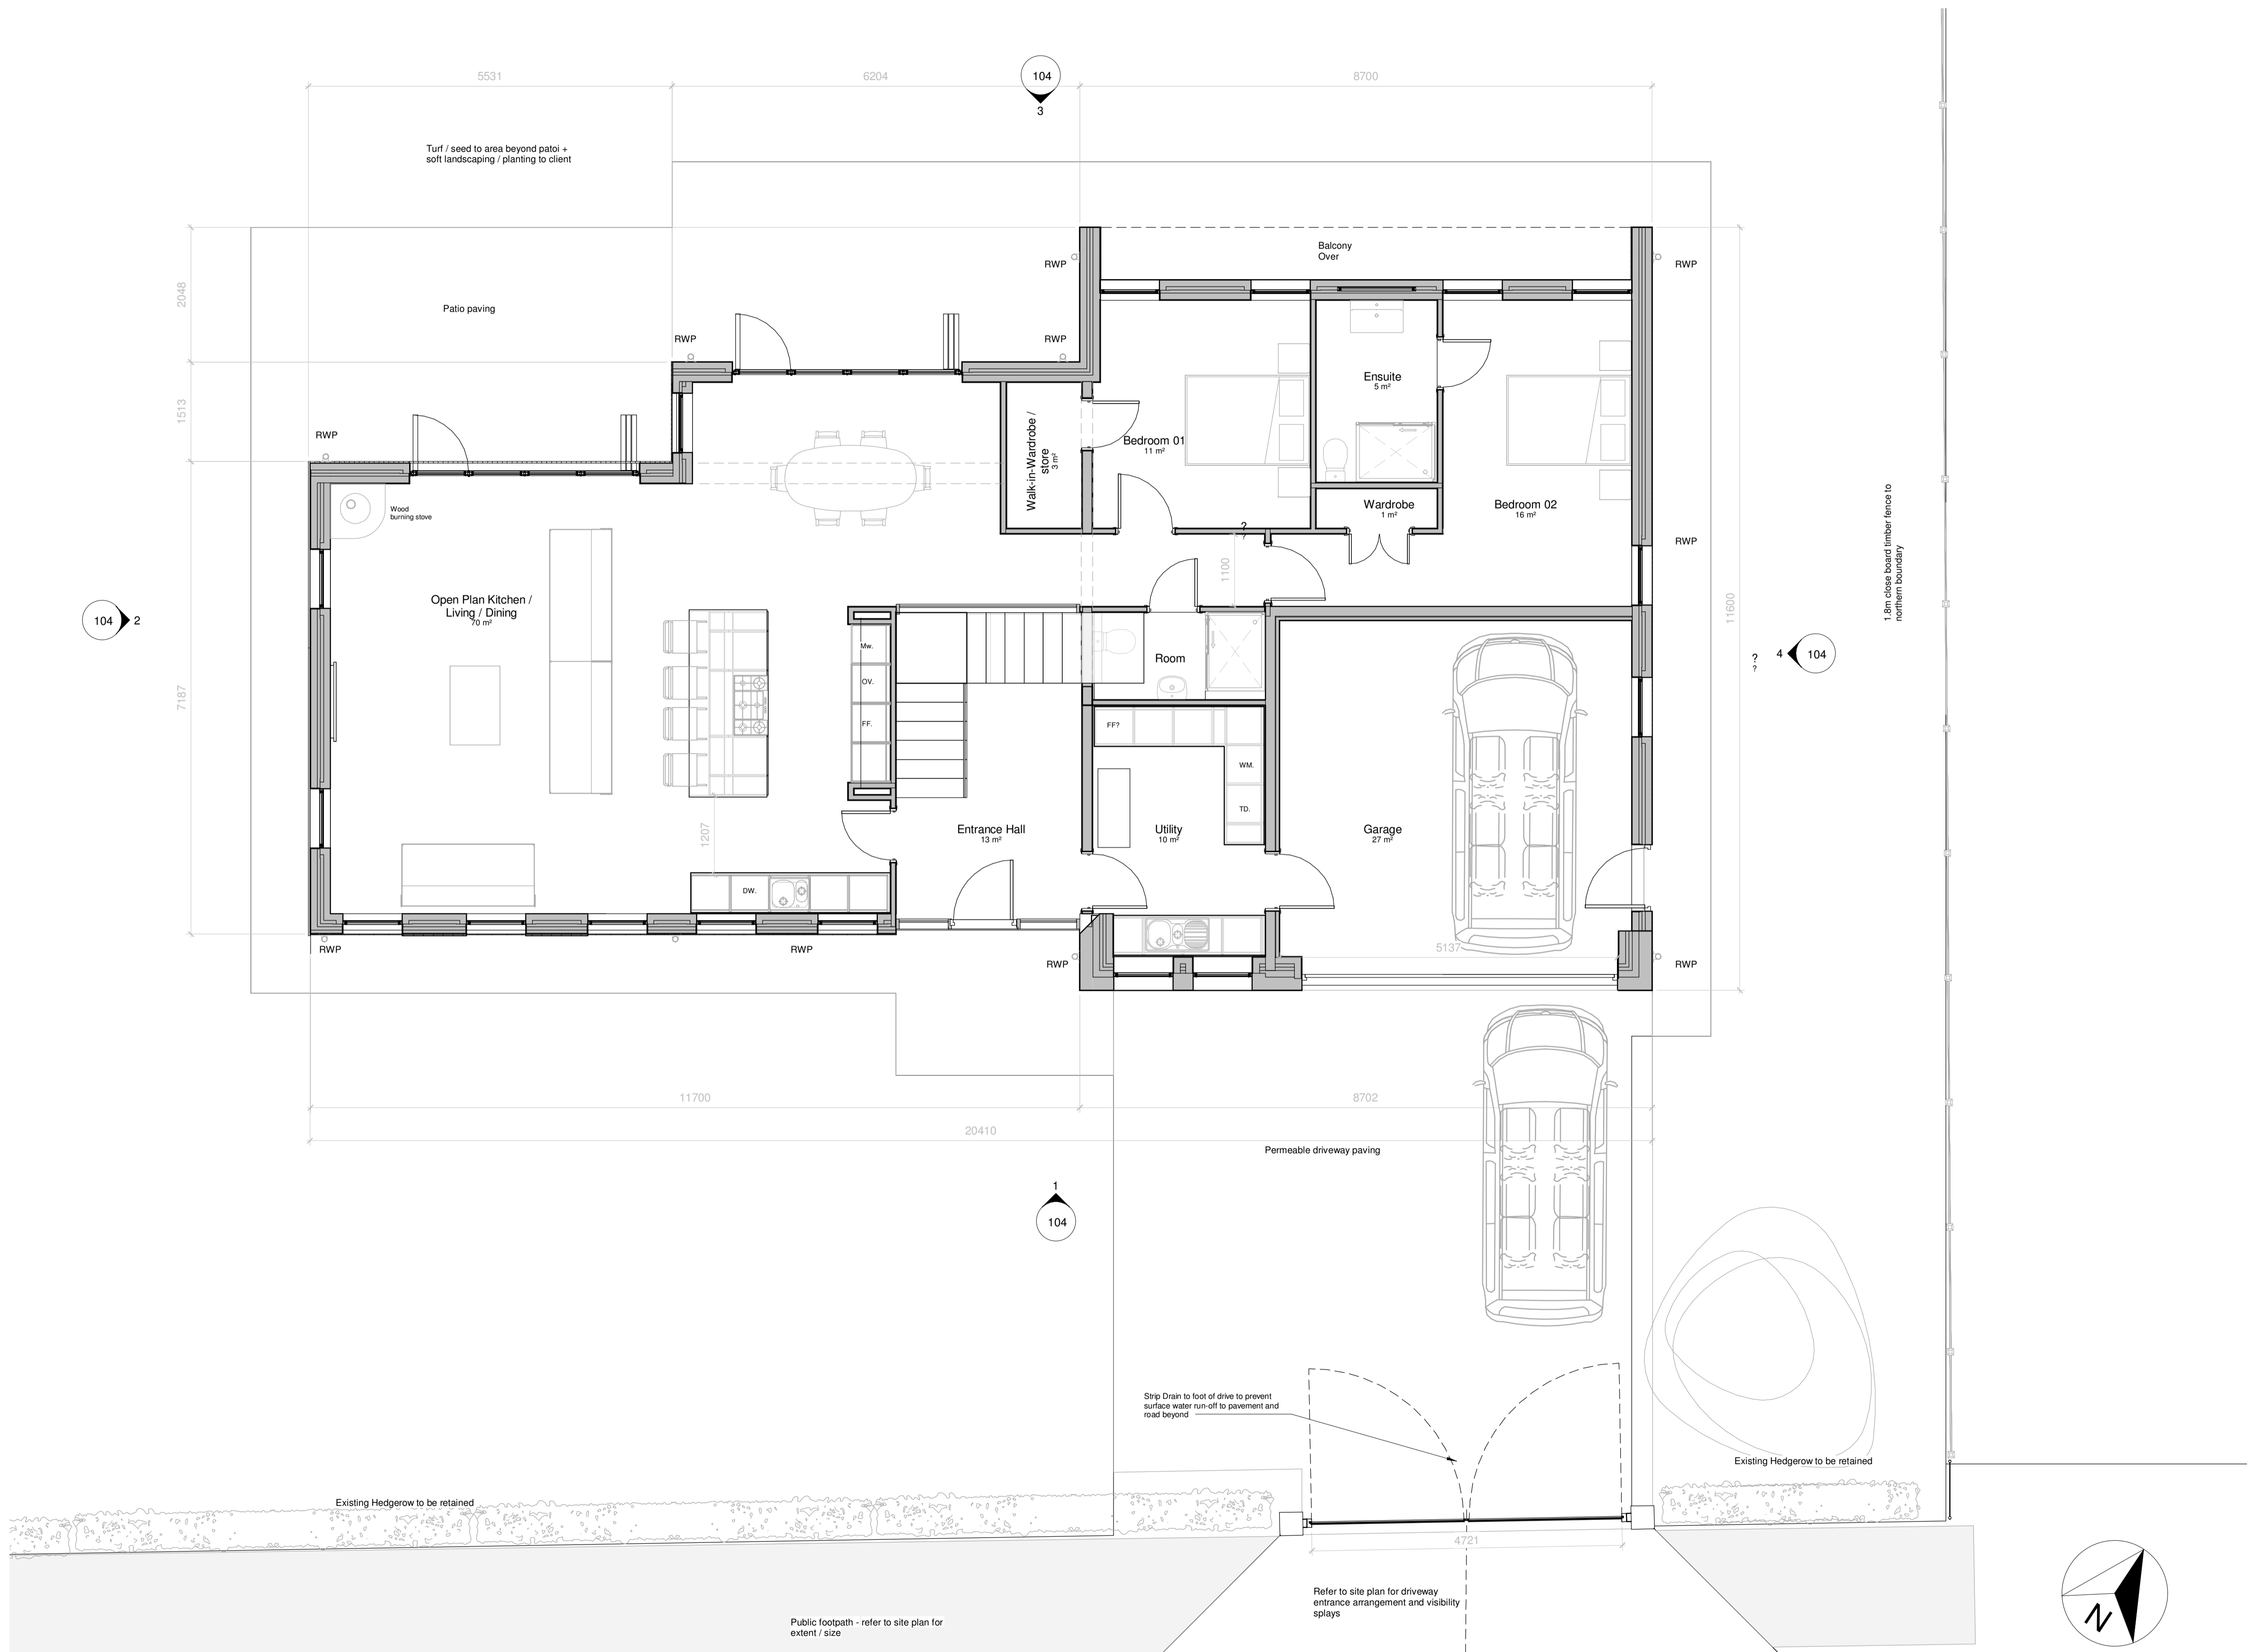 5531
6204
8700
104
3
Turf / seed to area beyond patoi +
soft landscaping / planting to client
Balcony
Over
RWP
RWP
2048
Patio paving
RWP
RWP
Ensuite
5 m²
1513
RWP
Bedroom 01
11 m²
Walk-in-Wardrobe /
store
3 m²
Wood
burning stove
Wardrobe
1 m²
Bedroom 02
16 m²
?
?
RWP
1.8m close board timber fence to
northern boundary
1100
Open Plan Kitchen /
Living / Dining
70 m²
104
2
11600
Mw.
Room
?
?
4
104
OV.
7187
FF.
FF?
WM.
TD.
1207
Entrance Hall
13 m²
Utility
10 m²
Garage
27 m²
DW.
RWP
RWP
5137
RWP
RWP
11700
8702
20410
Permeable driveway paving
1
104
Strip Drain to foot of drive to prevent
surface water run-off to pavement and
road beyond
Existing Hedgerow to be retained
Existing Hedgerow to be retained
4721
Refer to site plan for driveway
entrance arrangement and visibility
splays
Public footpath - refer to site plan for
extent / size
N